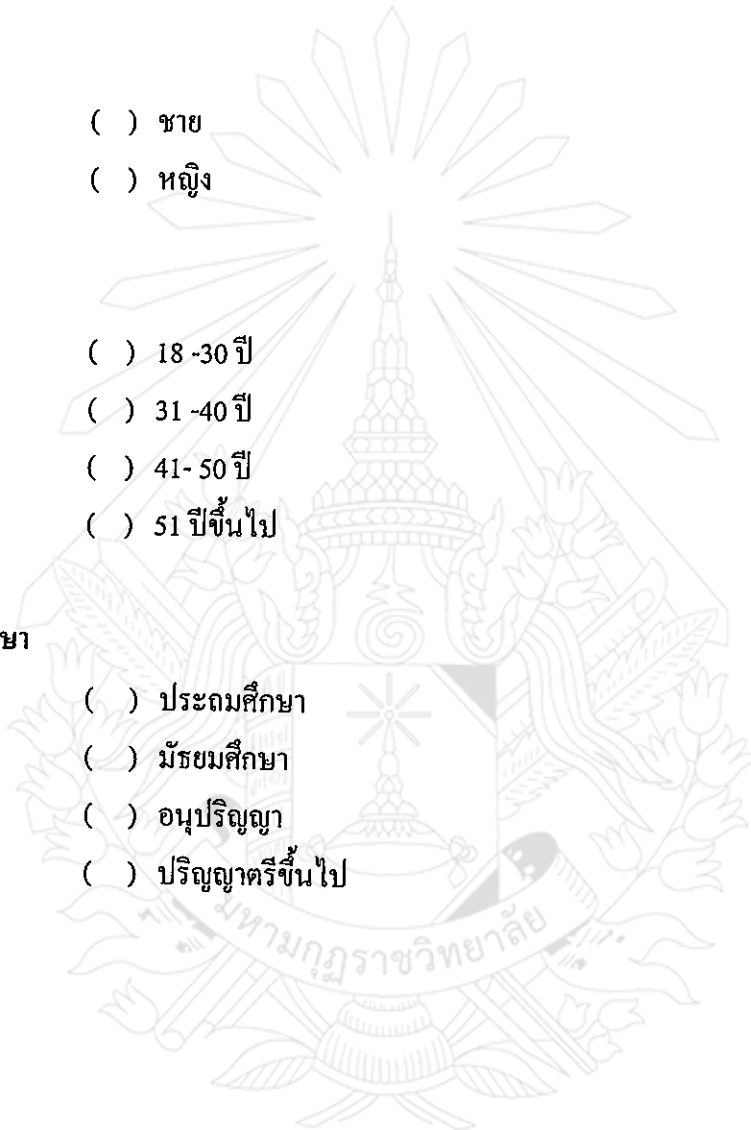 ( ) ชาย
( ) หญิง
( ) 18 -30 ปี
( ) 31 -40 ปี
( ) 41- 50 ปี
( ) 51 ปีขึ้นไป
ษา
( ) ประถมศึกษา
( ) มัธยมศึกษา
( ) อนุปริญญา
( ) ปริญญาตรีขึ้นไป
มหามกุฏราชวิทยาลัย